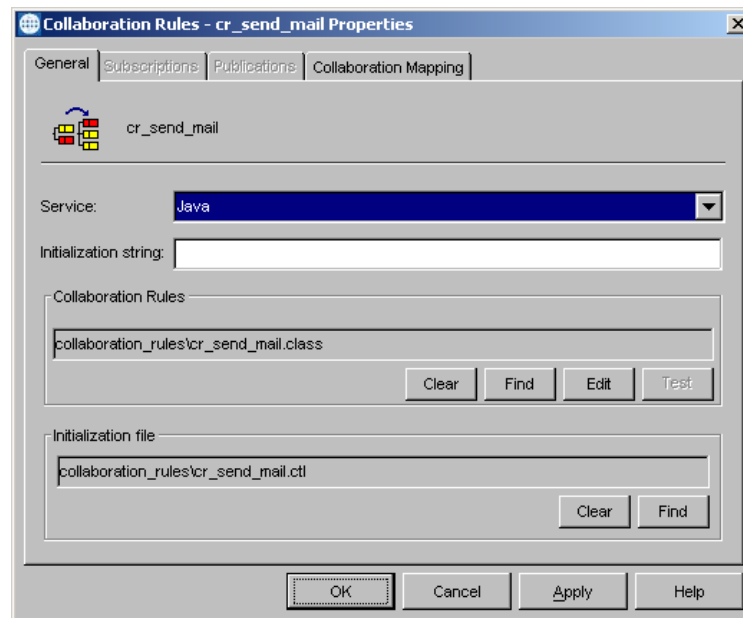 Collaboration Rules - cr_send_mail Properties
General Subscriptions Publications Collaboration Mapping
cr_send_mail
Service: Java
Initialization string:
Collaboration Rules
collaboration_rules\cr_send_mail.class
Clear Find Edit Test
Initialization file
collaboration_rules\cr_send_mail.ctl
Clear Find
OK Cancel Apply Help